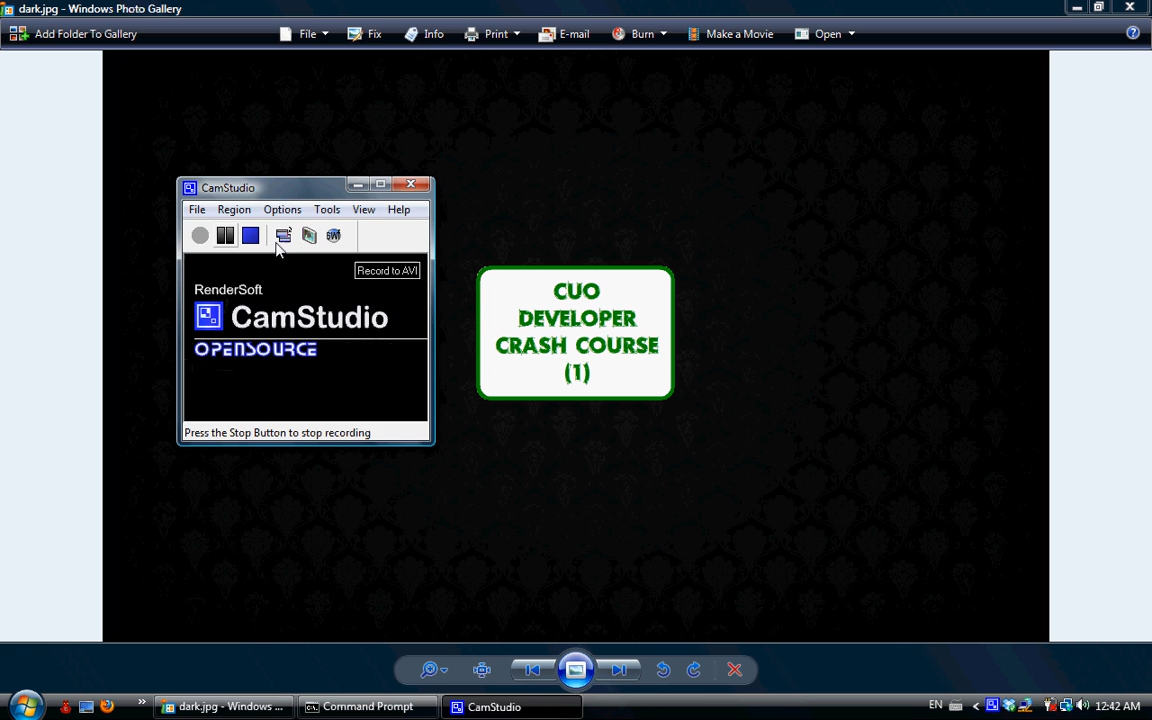 dark.jpg - Windows Photo Gallery
Add Folder To Gallery
File
Fix
Info
Print
E-mail
Burn
Make a Movie
Open
CamStudio
File Region Options Tools View Help
SWF
Record to AVI
RenderSoft
CamStudio
OPENSOURCE
Press the Stop Button to stop recording
CUO
DEVELOPER
CRASH COURSE
(1)
dark.jpg - Windows ...
Command Prompt
CamStudio
EN
12:42 AM